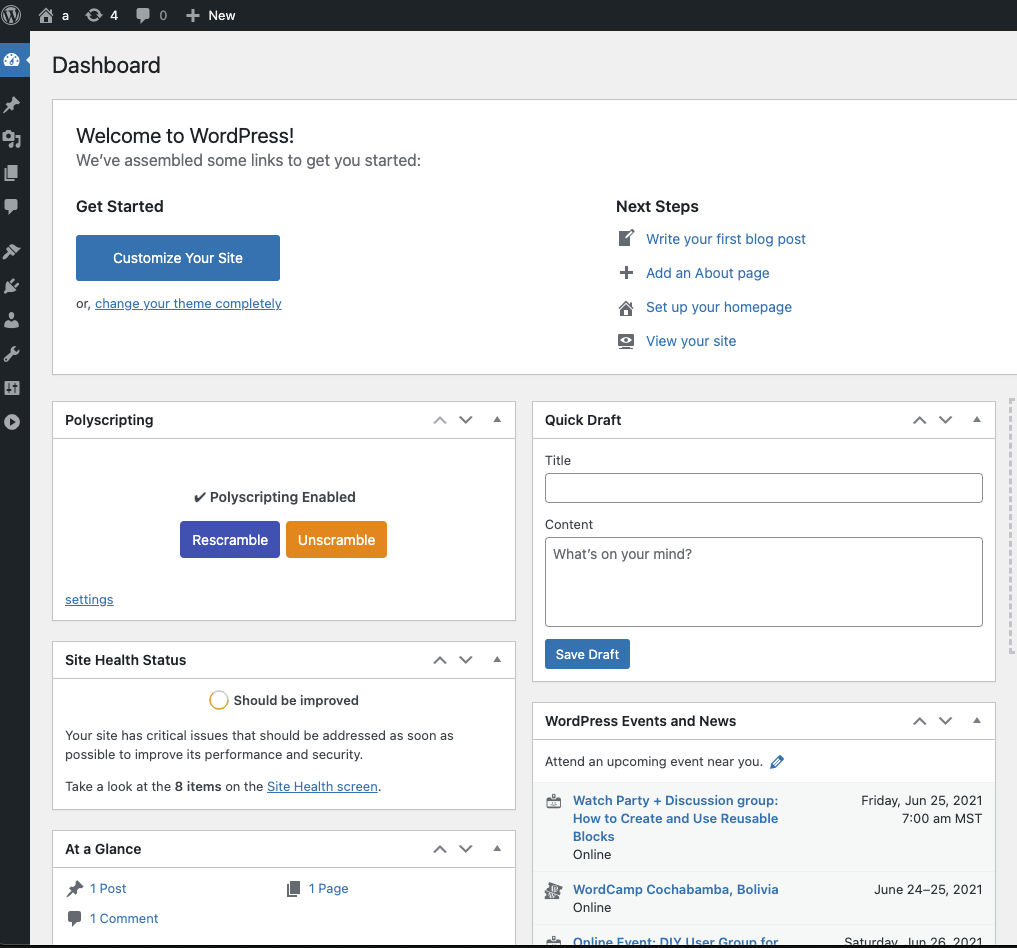 a 4 0 New
Dashboard
Welcome to WordPress!
We've assembled some links to get you started:
Get Started
Customize Your Site
or, change your theme completely
Next Steps
Write your first blog post
Add an About page
Set up your homepage
View your site
Polyscripting
✔ Polyscripting Enabled
Rescramble Unscramble
settings
Site Health Status
Should be improved
Your site has critical issues that should be addressed as soon as
possible to improve its performance and security.
Take a look at the 8 items on the Site Health screen.
At a Glance
1 Post 1 Page
1 Comment
Quick Draft
Title
Content
What's on your mind?
Save Draft
WordPress Events and News
Attend an upcoming event near you.
Watch Party + Discussion group: Friday, Jun 25, 2021
How to Create and Use Reusable 7:00 am MST
Blocks
Online
WordCamp Cochabamba, Bolivia June 24–25, 2021
Online
Online Event: DIY User Group for Saturday, Jun 26, 2021